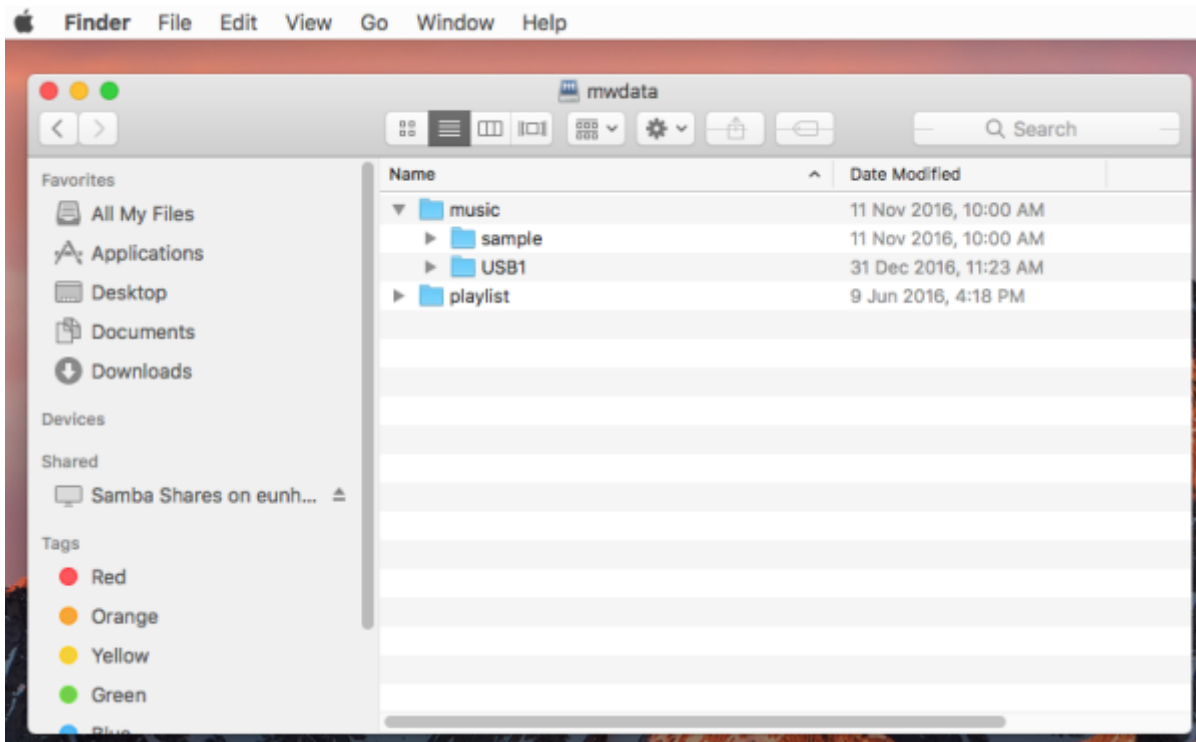 Finder File Edit View Go Window Help
mwdata
Search
Favorites
All My Files
Applications
Desktop
Documents
Downloads
Devices
Shared
Samba Shares on eunh...
Tags
Red
Orange
Yellow
Green
Blue
Name Date Modified
music 11 Nov 2016, 10:00 AM
sample 11 Nov 2016, 10:00 AM
USB1 31 Dec 2016, 11:23 AM
playlist 9 Jun 2016, 4:18 PM